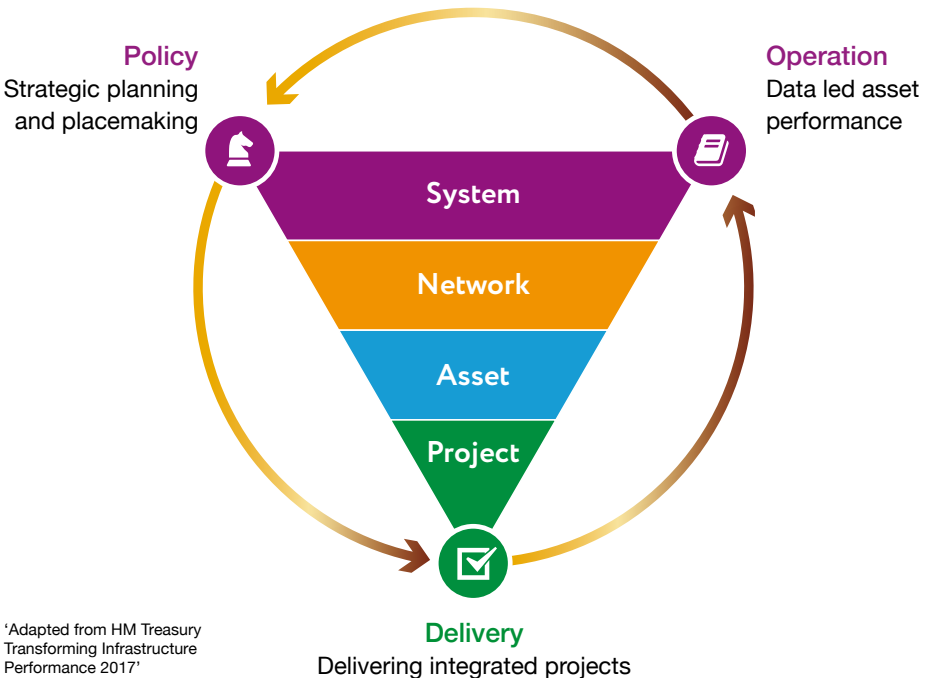 Policy
Strategic planning
and placemaking
Operation
Data led asset
performance
System
Network
Asset
Project
Delivery
Delivering integrated projects
‘Adapted from HM Treasury
Transforming Infrastructure
Performance 2017’